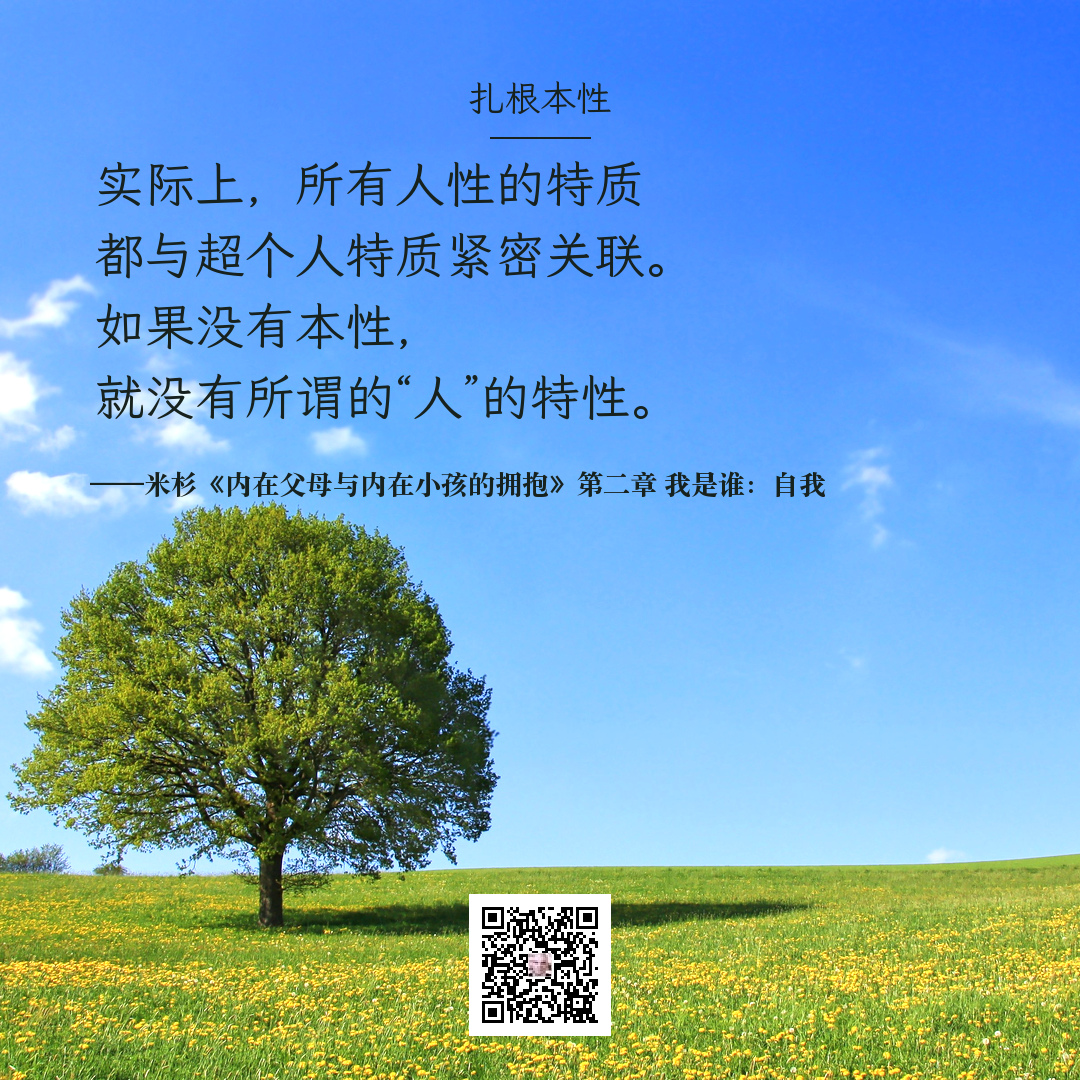 扎根本性
实际上，所有人性的特质
都与超个人特质紧密关联。
如果没有本性，
就没有所谓的“人”的特性。
——米杉《内在父母与内在小孩的拥抱》第二章 我是谁：自我